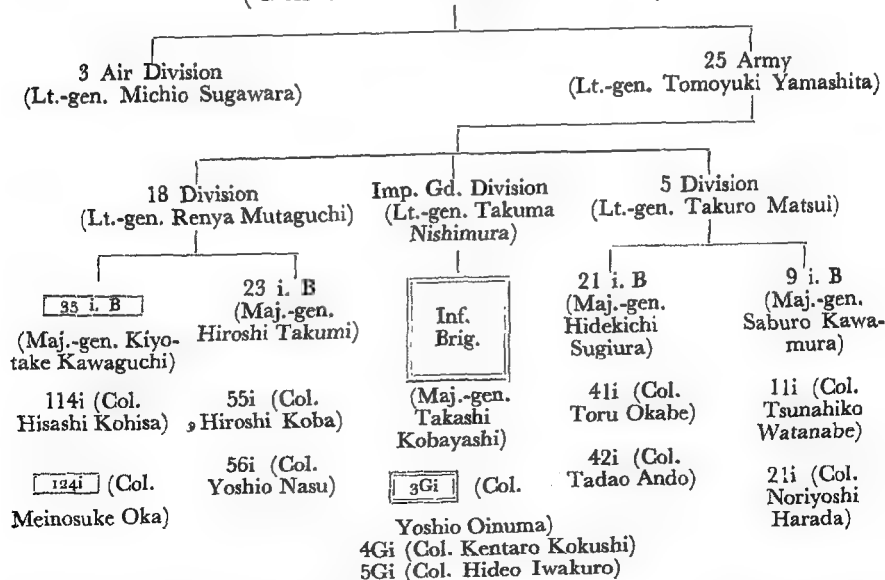 3 Air Division
(Lt.-gen. Michio Sugawara)
25 Army
(Lt.-gen. Tomoyuki Yamashita)
18 Division
(Lt.-gen. Renya Mutaguchi)
Imp. Gd. Division
(Lt.-gen. Takuma
Nishimura)
5 Division
(Lt.-gen. Takuro Matsui)
35 i. B
(Maj.-gen. Kiyo-
take Kawaguchi)
114i (Col.
Hisashi Kohisa)
124i (Col.
Meinosuke Oka)
23 i. B
(Maj.-gen.
Hiroshi Takumi)
55i (Col.
Hiroshi Koba)
56i (Col.
Yoshio Nasu)
Inf.
Brig.
(Maj.-gen.
Takashi
Kobayashi)
3Gi (Col.
Yoshio Oinuma)
4Gi (Col. Kentaro Kokushi)
5Gi (Col. Hideo Iwakuro)
21 i. B
(Maj.-gen.
Hidekichi
Sugiura)
41i (Col.
Toru Okabe)
42i (Col.
Tadao Ando)
9 i. B
(Maj.-gen.
Saburo Kawa-
mura)
11i (Col.
Tsunahiko
Watanabe)
21i (Col.
Noriyoshi
Harada)